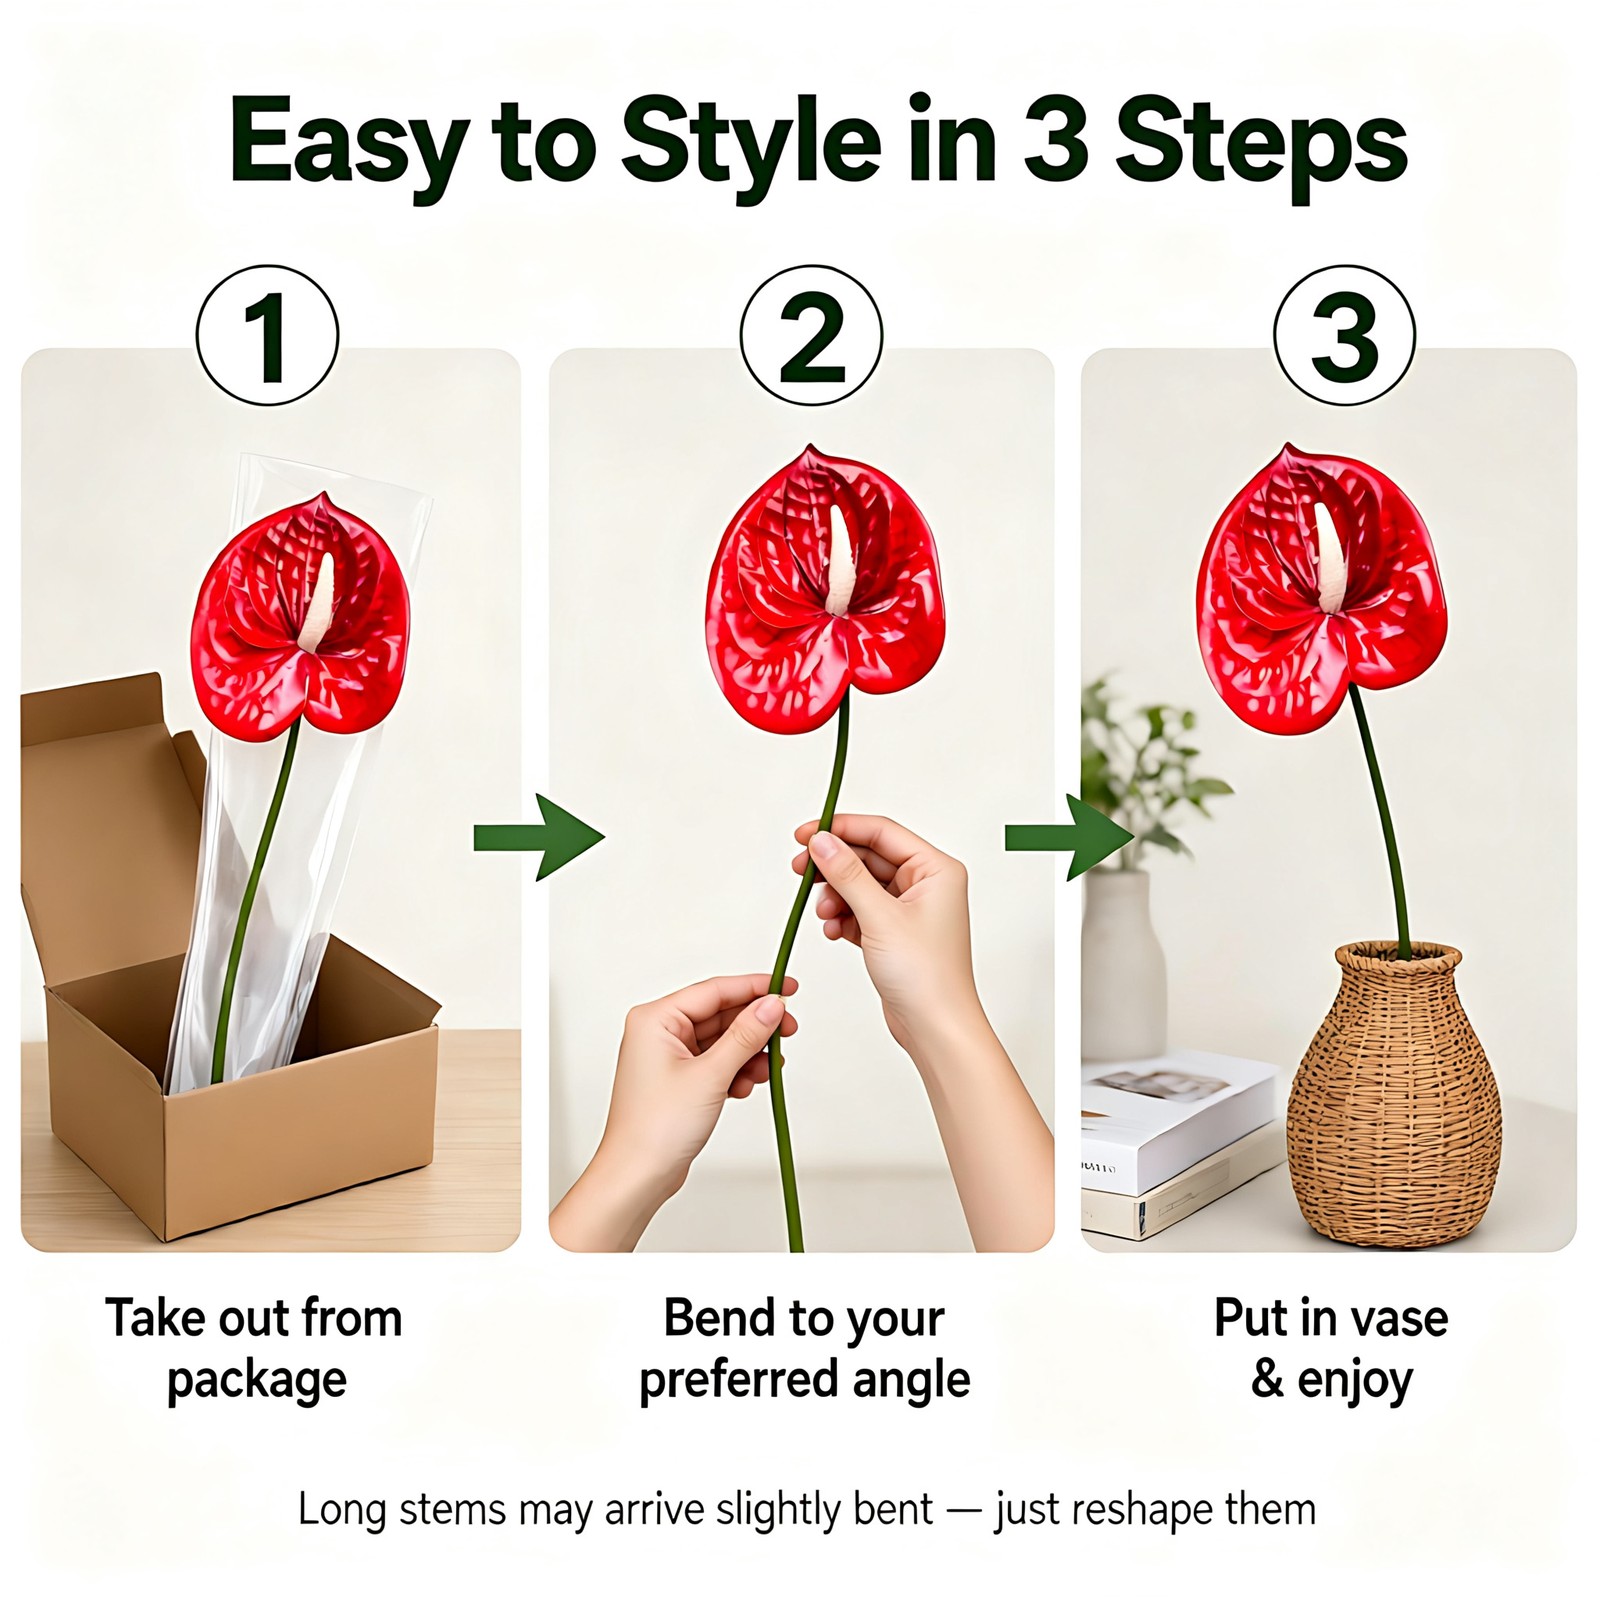 Easy to Style in 3 Steps
1
2
3
Take out from
package
Bend to your
preferred angle
Put in vase
& enjoy
Long stems may arrive slightly bent — just reshape them